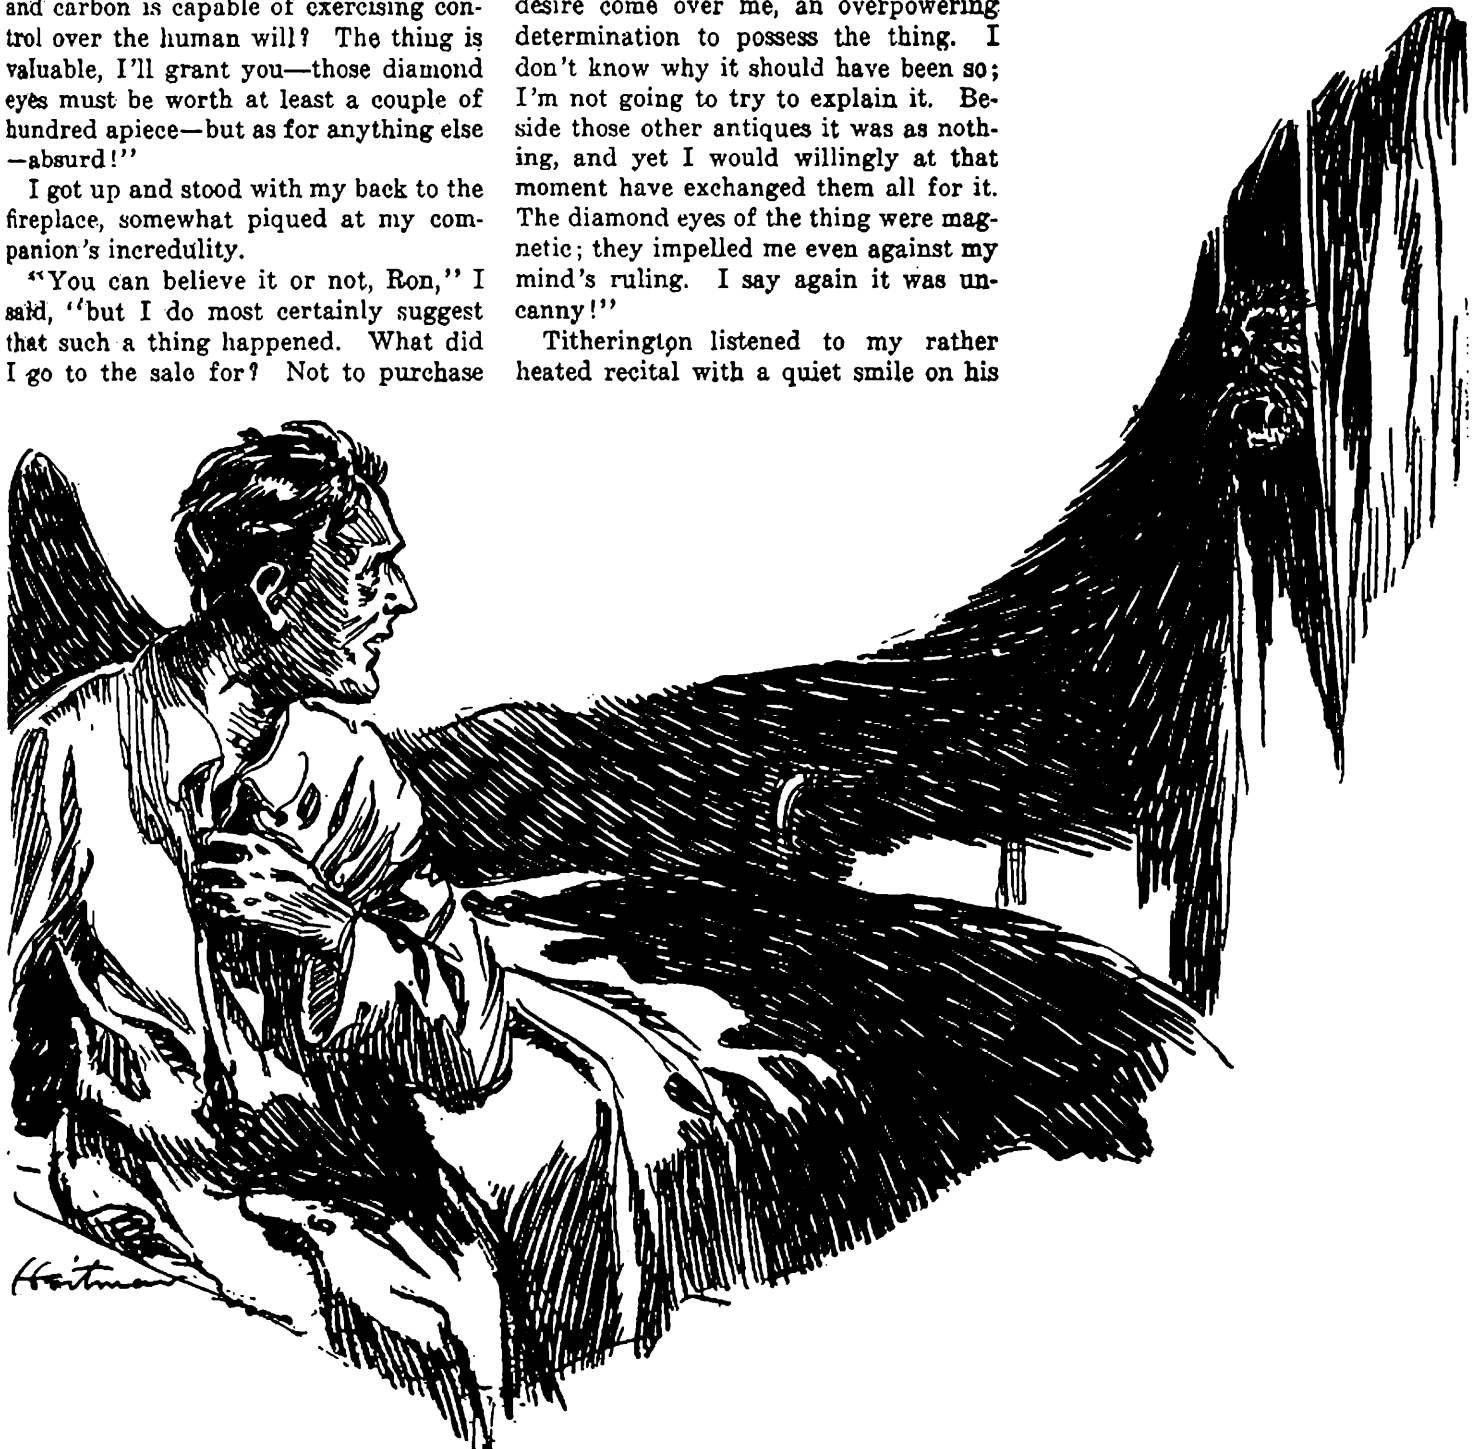 and carbon is capable of exercising con-
trol over the human will? The thing is
valuable, I'll grant you—those diamond
eyes must be worth at least a couple of
hundred apiece—but as for anything else
—absurd!"
I got up and stood with my back to the
fireplace, somewhat piqued at my com-
panion's incredulity.
"You can believe it or not, Ron," I
said, "but I do most certainly suggest
that such a thing happened. What did
I go to the sale for? Not to purchase
desire come over me, an overpowering
determination to possess the thing. I
don't know why it should have been so;
I'm not going to try to explain it. Be-
side those other antiques it was as noth-
ing, and yet I would willingly at that
moment have exchanged them all for it.
The diamond eyes of the thing were mag-
netic; they impelled me even against my
mind's ruling. I say again it was un-
canny!"
Titherington listened to my rather
heated recital with a quiet smile on his
Hartman